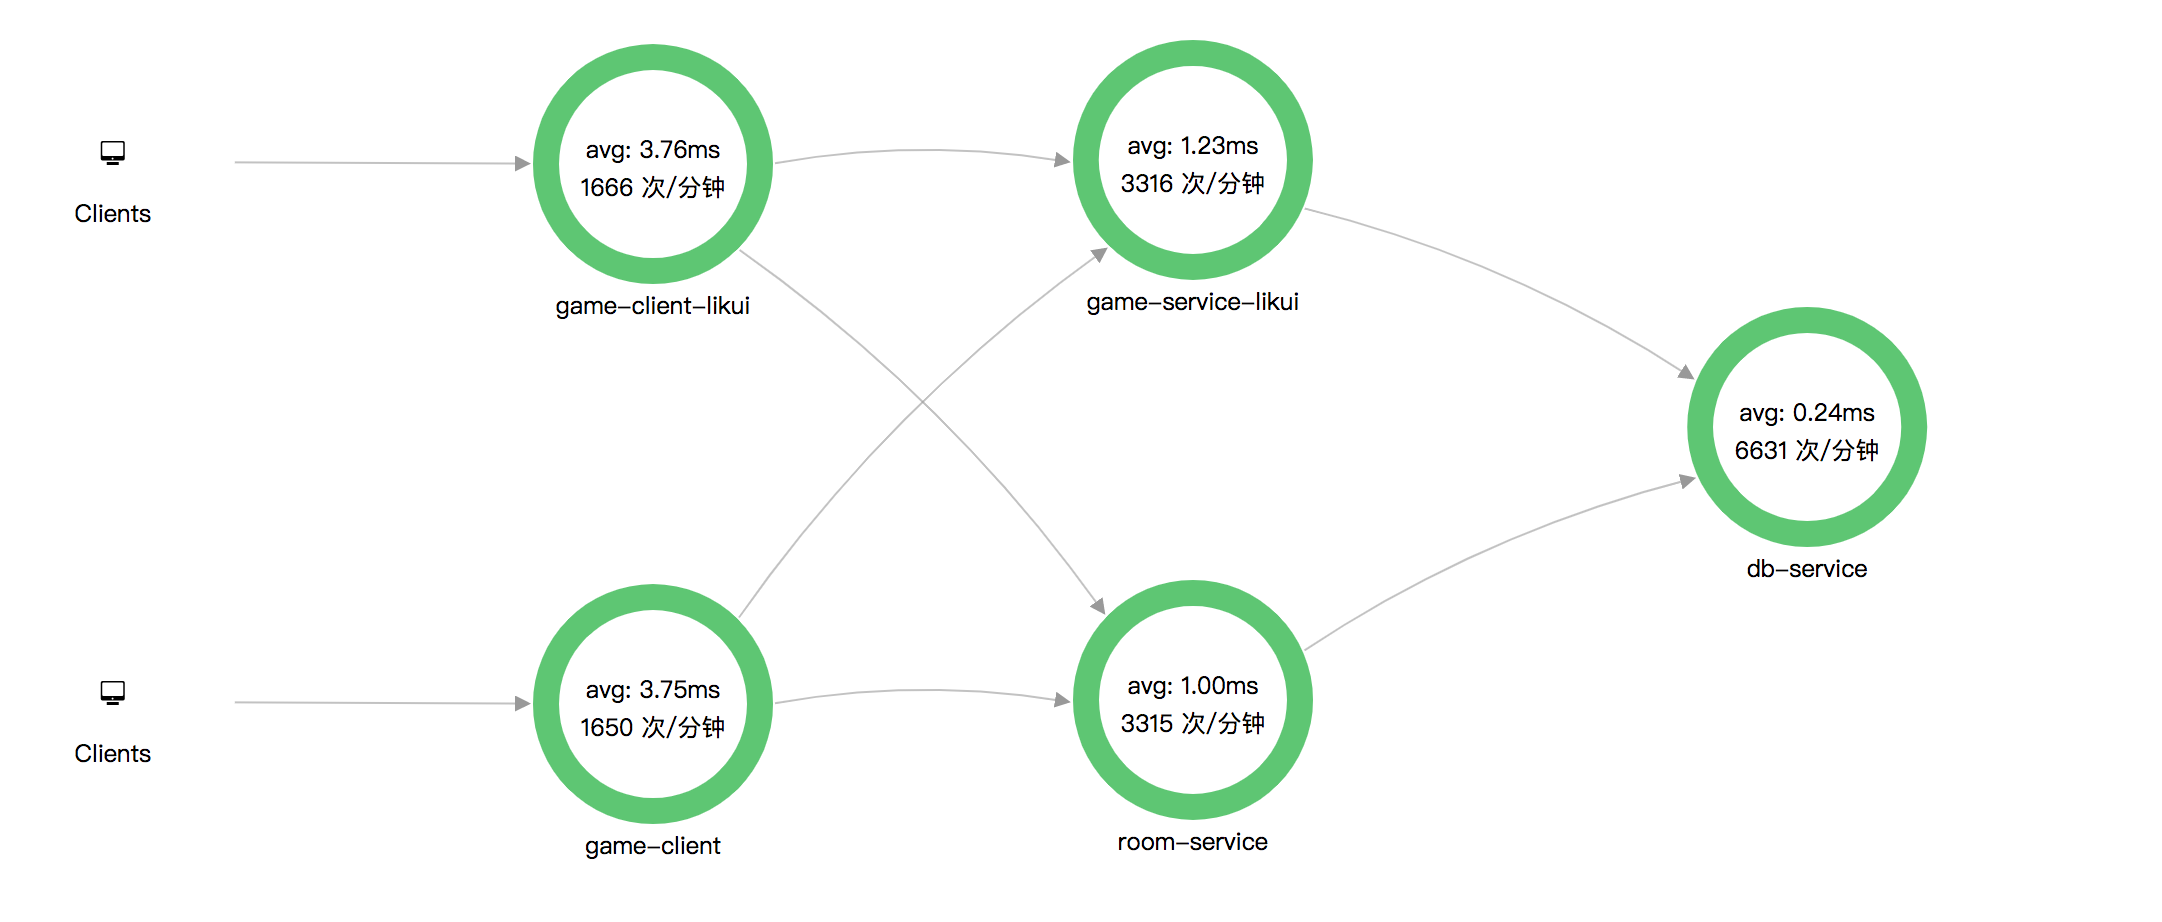 Clients
avg: 3.76ms
1666 次/分钟
game-client-likui
avg: 1.23ms
3316 次/分钟
game-service-likui
avg: 0.24ms
6631 次/分钟
db-service
Clients
avg: 3.75ms
1650 次/分钟
game-client
avg: 1.00ms
3315 次/分钟
room-service